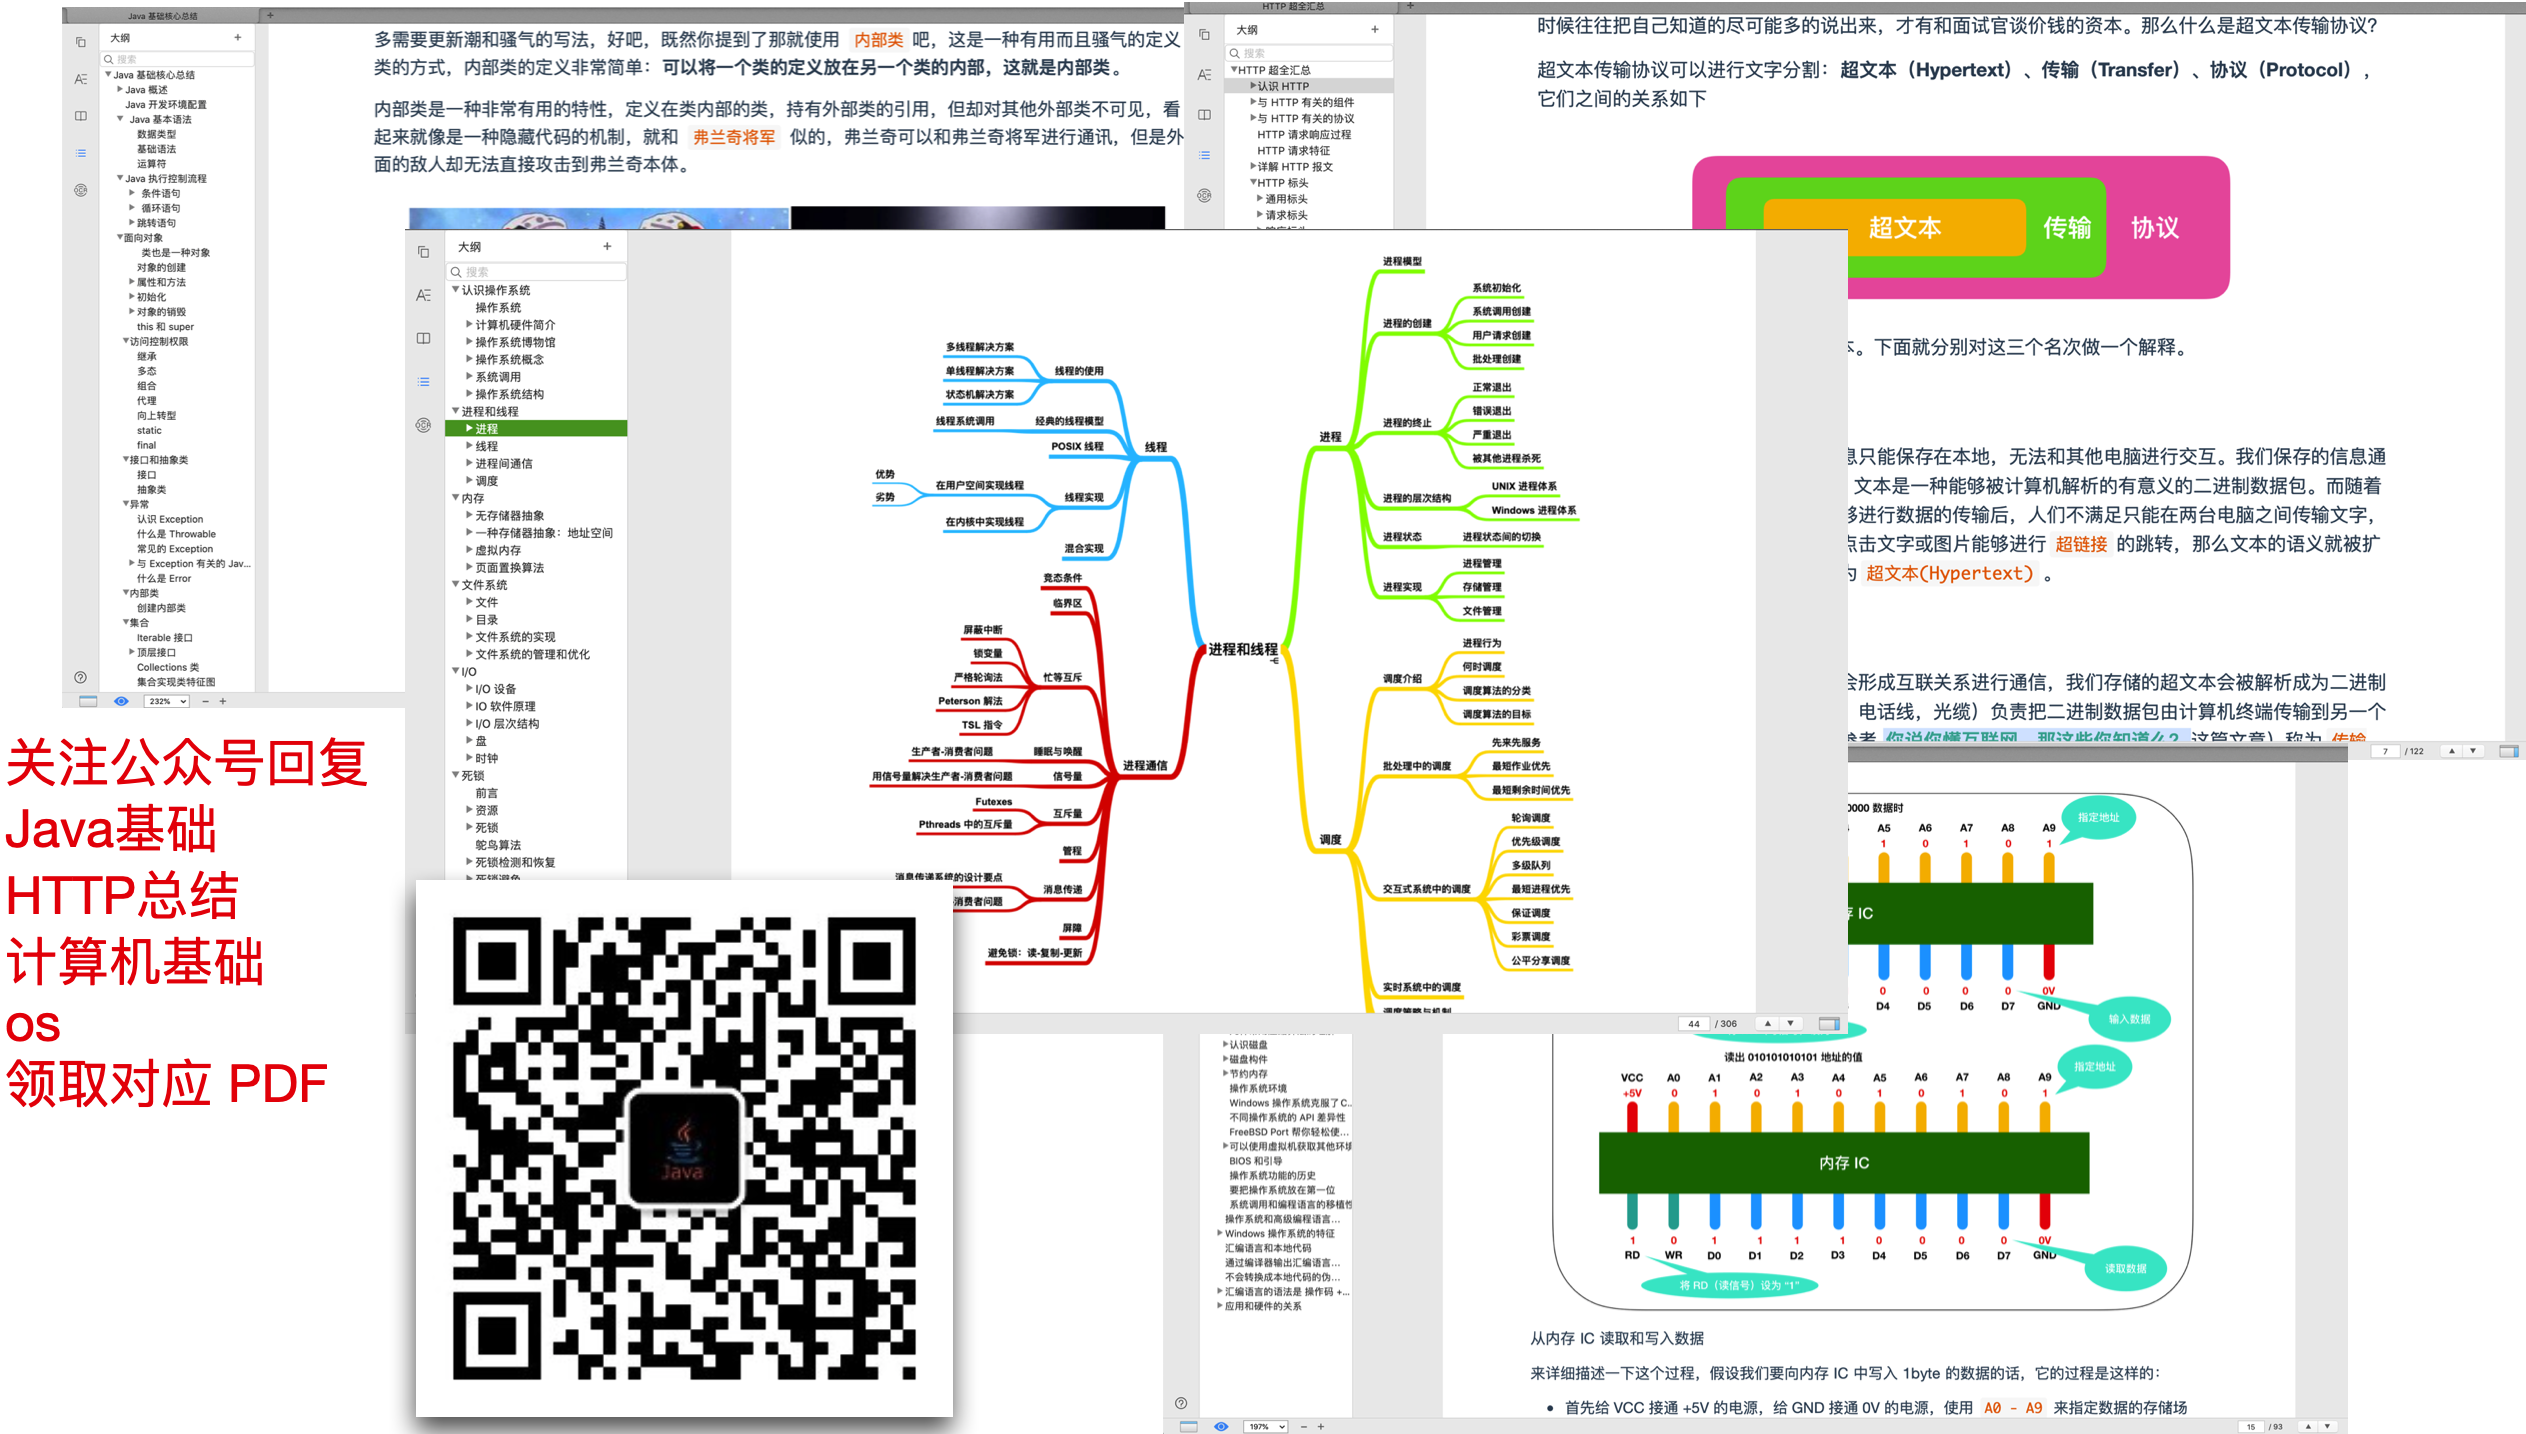 Java 基础核心总结
大纲
搜索
Java 基础核心总结
Java 概述
Java 开发环境配置
Java 基本语法
数据类型
基础语法
运算符
Java 执行控制流程
条件语句
循环语句
跳转语句
面向对象
类也是一种对象
对象的创建
属性和方法
初始化
对象的销毁
this 和 super
访问控制权限
继承
多态
组合
代理
向上转型
static
final
接口和抽象类
接口
抽象类
异常
认识 Exception
什么是 Throwable
常见的 Exception
与 Exception 有关的 Jav...
什么是 Error
内部类
创建内部类
集合
Iterable 接口
顶层接口
Collections 类
集合实现类特征图
232%
多需要更新潮和骚气的写法，好吧，既然你提到了那就使用 内部类 吧，这是一种有用而且骚气的定义
类的方式，内部类的定义非常简单：可以将一个类的定义放在另一个类的内部，这就是内部类。
内部类是一种非常有用的特性，定义在类内部的类，持有外部类的引用，但却对其他外部类不可见，看
起来就像是一种隐藏代码的机制，就和 弗兰奇将军 似的，弗兰奇可以和弗兰奇将军进行通讯，但是外
面的敌人却无法直接攻击到弗兰奇本体。
HTTP 超全汇总
大纲
搜索
HTTP 超全汇总
认识 HTTP
与 HTTP 有关的组件
与 HTTP 有关的协议
HTTP 请求响应过程
HTTP 请求特征
详解 HTTP 报文
HTTP 标头
通用标头
请求标头
时候往往把自己知道的尽可能多的说出来，才有和面试官谈价钱的资本。那么什么是超文本传输协议？
超文本传输协议可以进行文字分割：超文本（Hypertext）、传输（Transfer）、协议（Protocol），
它们之间的关系如下
超文本 传输 协议
。下面就分别对这三个名次做一个解释。
息只能保存在本地，无法和其他电脑进行交互。我们保存的信息通
文本是一种能够被计算机解析的有意义的二进制数据包。而随着
够进行数据的传输后，人们不满足只能在两台电脑之间传输文字，
点击文字或图片能够进行 超链接 的跳转，那么文本的语义就被扩
为 超文本(Hypertext) 。
会形成互联关系进行通信，我们存储的超文本会被解析成为二进制
电话线，光缆）负责把二进制数据包由计算机终端传输到另一个
参考 你说你懂互联网，那这些你知道么？ 这篇文章）称为 传输
7 / 122
大纲
搜索
认识操作系统
操作系统
计算机硬件简介
操作系统博物馆
操作系统概念
系统调用
操作系统结构
进程和线程
进程
线程
进程间通信
调度
内存
无存储器抽象
一种存储器抽象：地址空间
虚拟内存
页面置换算法
文件系统
文件
目录
文件系统的实现
文件系统的管理和优化
I/O
I/O 设备
IO 软件原理
I/O 层次结构
盘
时钟
死锁
前言
资源
死锁
鸵鸟算法
死锁检测和恢复
死锁避免
进程和线程
线程
线程的使用
多线程解决方案
单线程解决方案
状态机解决方案
经典的线程模型
线程系统调用
POSIX 线程
线程实现
在用户空间实现线程
优势
劣势
在内核中实现线程
混合实现
进程通信
竞态条件
临界区
忙等互斥
屏蔽中断
锁变量
严格轮询法
Peterson 解法
TSL 指令
睡眠与唤醒
生产者-消费者问题
信号量
用信号量解决生产者-消费者问题
互斥量
Futexes
Pthreads 中的互斥量
管程
消息传递
消息传递系统的设计要点
消费者问题
屏障
避免锁：读-复制-更新
进程
进程模型
进程的创建
系统初始化
系统调用创建
用户请求创建
批处理创建
进程的终止
正常退出
错误退出
严重退出
被其他进程杀死
进程的层次结构
UNIX 进程体系
Windows 进程体系
进程状态
进程状态间的切换
进程实现
进程管理
存储管理
文件管理
调度
调度介绍
进程行为
何时调度
调度算法的分类
调度算法的目标
批处理中的调度
先来先服务
最短作业优先
最短剩余时间优先
交互式系统中的调度
轮询调度
优先级调度
多级队列
最短进程优先
保证调度
彩票调度
公平分享调度
实时系统中的调度
调度策略与机制
44 / 306
关注公众号回复
Java基础
HTTP总结
计算机基础
os
领取对应 PDF
Java
认识磁盘
磁盘构件
节约内存
操作系统环境
Windows 操作系统克服了C...
不同操作系统的 API 差异性
FreeBSD Port 帮你轻松使...
可以使用虚拟机获取其他环境
BIOS 和引导
操作系统功能的历史
要把操作系统放在第一位
系统调用和编程语言的移植性
操作系统和高级编程语言...
Windows 操作系统的特征
汇编语言和本地代码
通过编译器输出汇编语言...
不会转换成本地代码的伪...
汇编语言的语法是 操作码 +...
应用和硬件的关系
197%
0000 数据时
A5 A6 A7 A8 A9
1 0 1 0 1
指定地址
IC
0 0 0 0 0V
D4 D5 D6 D7 GND
输入数据
读出 010101010101 地址的值
VCC A0 A1 A2 A3 A4 A5 A6 A7 A8 A9
+5V 0 1 0 1 0 1 0 1 0 1
指定地址
内存 IC
1 0 1 1 1 1 0 0 0 0 0V
RD WR D0 D1 D2 D3 D4 D5 D6 D7 GND
将 RD（读信号）设为 “1”
读取数据
从内存 IC 读取和写入数据
来详细描述一下这个过程，假设我们要向内存 IC 中写入 1byte 的数据的话，它的过程是这样的：
• 首先给 VCC 接通 +5V 的电源，给 GND 接通 0V 的电源，使用 A0 - A9 来指定数据的存储场
15 / 93